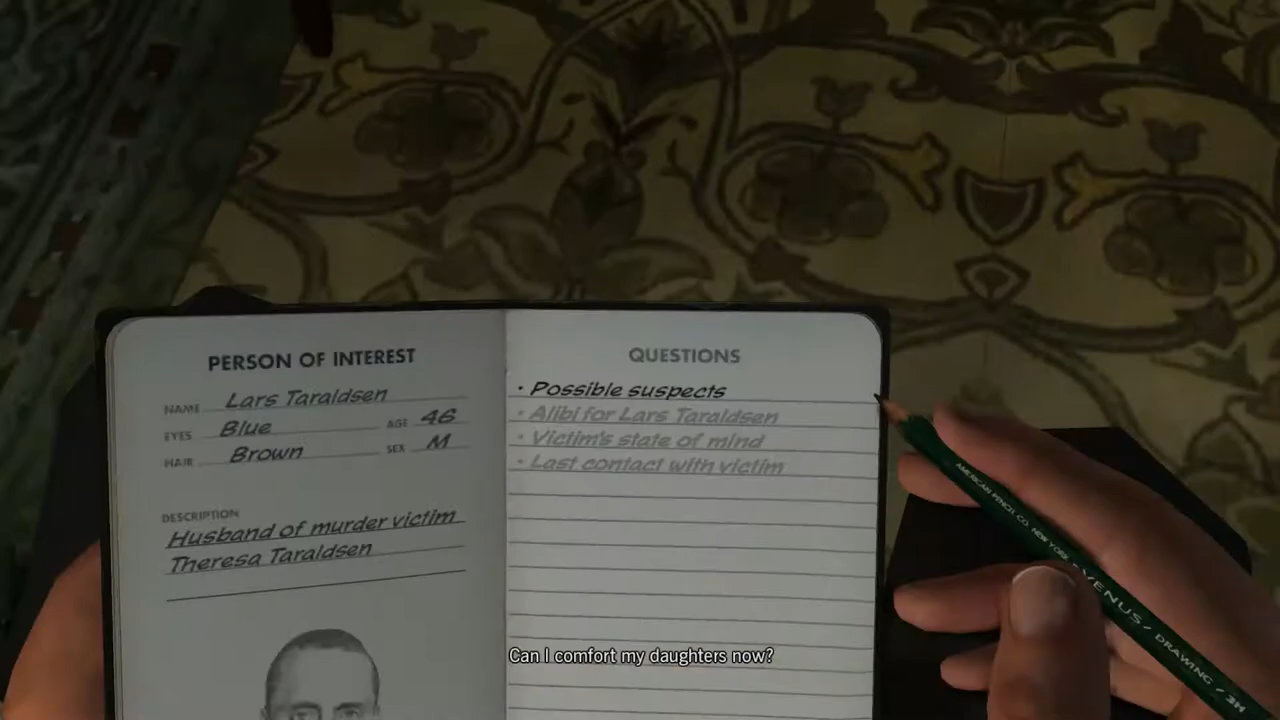 PERSON OF INTEREST
NAME Lars Taraldsen
EYES Blue AGE 46
HAIR Brown SEX M
DESCRIPTION
Husband of murder victim
Theresa Taraldsen
QUESTIONS
• Possible suspects
• Alibi for Lars Taraldsen
• Victim's state of mind
• Last contact with victim
AMERICAN PENCIL CO. NEW YORK VENUS / DRAWING / 3H
Can I comfort my daughters now?